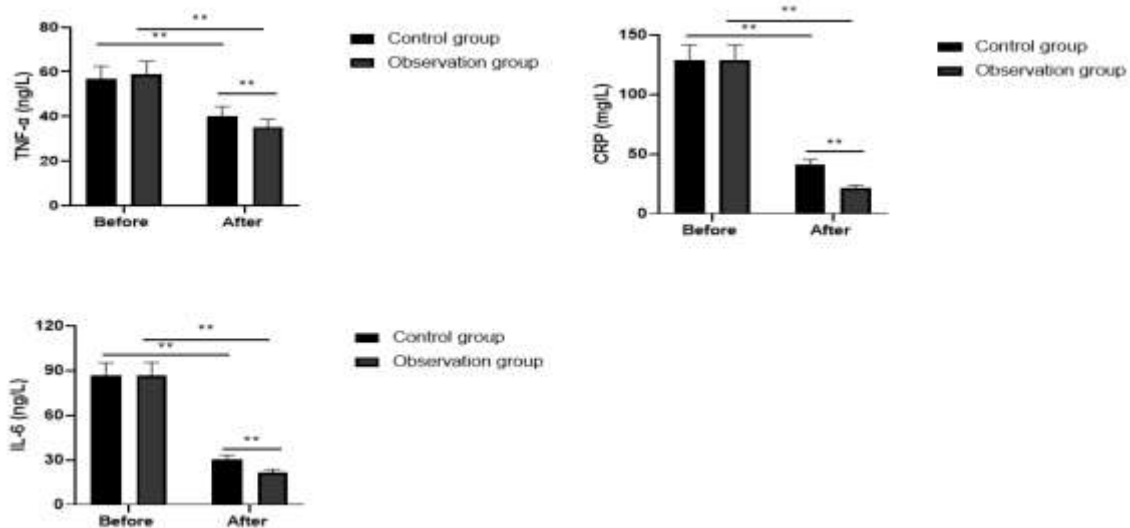 80
60
40
20
0
TNF-α (ng/L)
**
**
**
Before After
Control group
Observation group
150
100
50
0
CRP (mg/L)
**
**
**
Before After
Control group
Observation group
120
90
60
30
0
IL-6 (ng/L)
**
**
**
Before After
Control group
Observation group